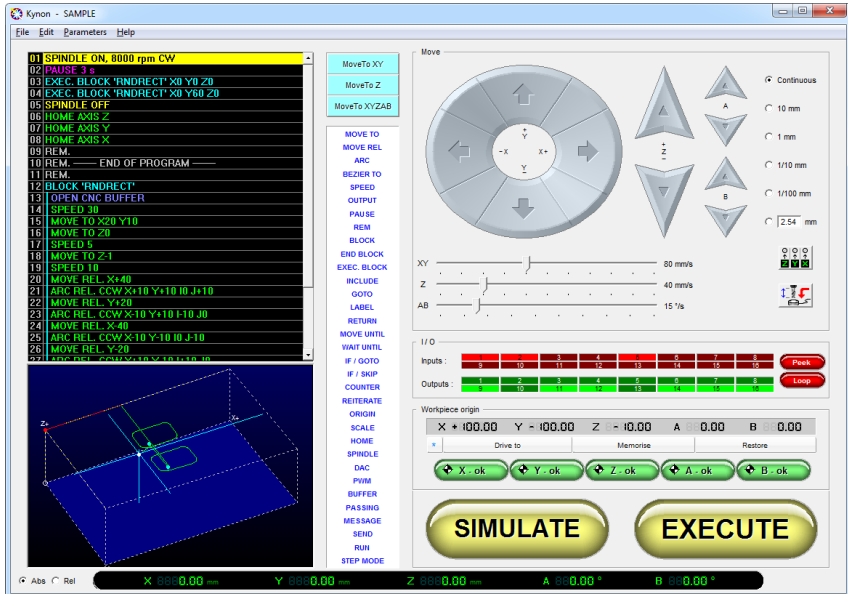 Kynon - SAMPLE
File Edit Parameters Help
01 SPINDLE ON, 8000 rpm CW
02 PAUSE 3 s
03 EXEC. BLOCK 'RNDRECT' X0 Y0 Z0
04 EXEC. BLOCK 'RNDRECT' X0 Y60 Z0
05 SPINDLE OFF
06 HOME AXIS Z
07 HOME AXIS Y
08 HOME AXIS X
09 REM.
10 REM. ---- END OF PROGRAM ----
11 REM.
12 BLOCK 'RNDRECT'
13 OPEN CNC BUFFER
14 SPEED 30
15 MOVE TO X20 Y10
16 MOVE TO Z0
17 SPEED 5
18 MOVE TO Z-1
19 SPEED 10
20 MOVE REL. X+40
21 ARC REL. CCW X+10 Y+10 I0 J+10
22 MOVE REL. Y+20
23 ARC REL. CCW X-10 Y+10 I-10 J0
24 MOVE REL. X-40
25 ARC REL. CCW X-10 Y-10 I0 J-10
26 MOVE REL. Y-20
Z+
X+
MoveTo XY
MoveTo Z
MoveTo XYZAB
MOVE TO
MOVE REL
ARC
BEZIER TO
SPEED
OUTPUT
PAUSE
REM
BLOCK
END BLOCK
EXEC. BLOCK
INCLUDE
GOTO
LABEL
RETURN
MOVE UNTIL
WAIT UNTIL
IF / GOTO
IF / SKIP
COUNTER
REITERATE
ORIGIN
SCALE
HOME
SPINDLE
DAC
PWM
BUFFER
PASSING
MESSAGE
SEND
RUN
STEP MODE
Move
+
Y
-X X+
Y
-
+
Z
-
A
B
Continuous
10 mm
1 mm
1/10 mm
1/100 mm
2.54 mm
Z Y X
XY 80 mm/s
Z 40 mm/s
AB 15 °/s
I / O
Inputs : 1 2 3 4 5 6 7 8
9 10 11 12 13 14 15 16
Outputs : 1 2 3 4 5 6 7 8
9 10 11 12 13 14 15 16
Peek
Loop
Workpiece origin
X +100.00 Y -100.00 Z -10.00 A 0.00 B 0.00
* Drive to Memorise Restore
X - ok Y - ok Z - ok A - ok B - ok
SIMULATE EXECUTE
Abs Rel X 0.00 mm Y 0.00 mm Z 0.00 mm A 0.00 ° B 0.00 °